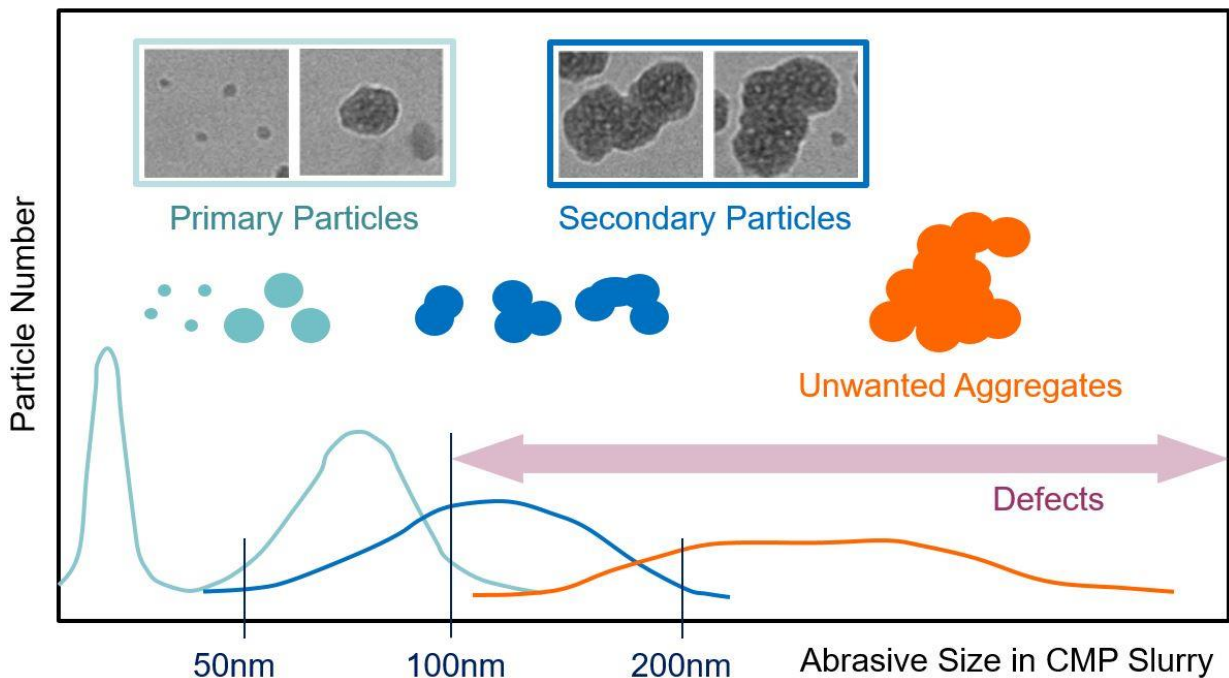 Particle Number
Primary Particles
Secondary Particles
Unwanted Aggregates
Defects
50nm
100nm
200nm
Abrasive Size in CMP Slurry